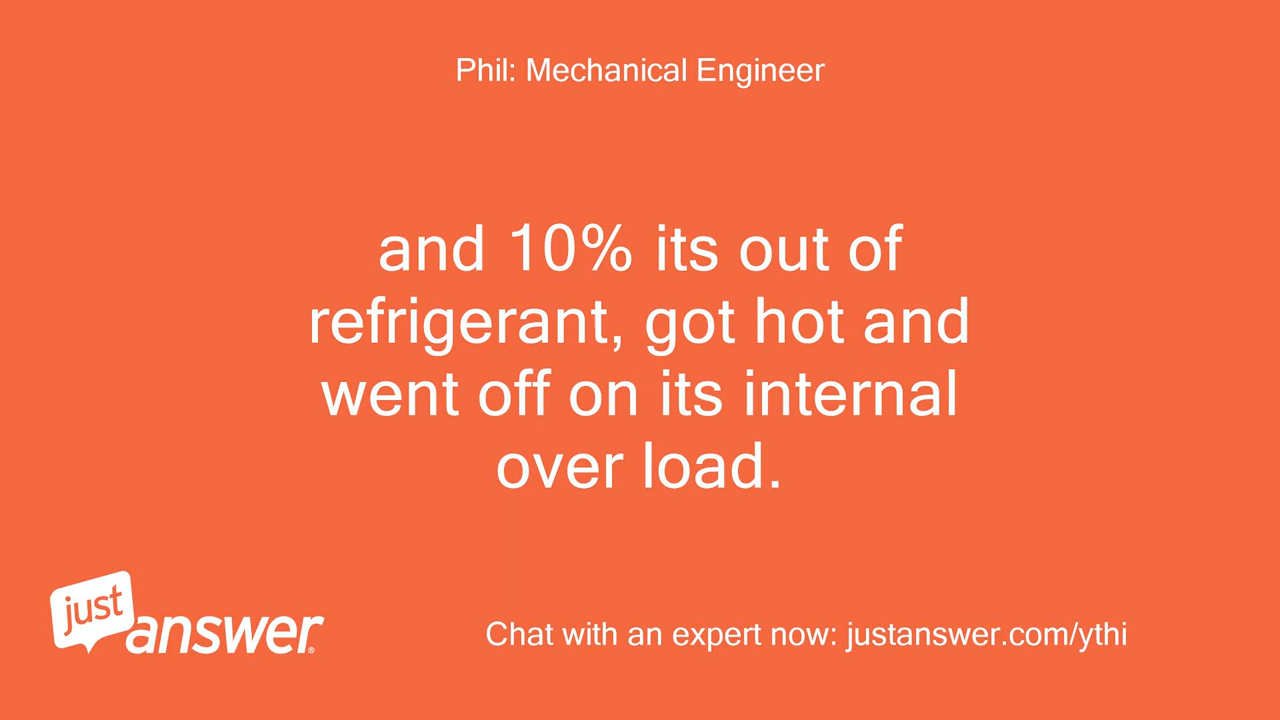 Phil: Mechanical Engineer
and 10% its out of
refrigerant, got hot and
went off on its internal
over load.
just
answer®
Chat with an expert now: justanswer.com/ythi